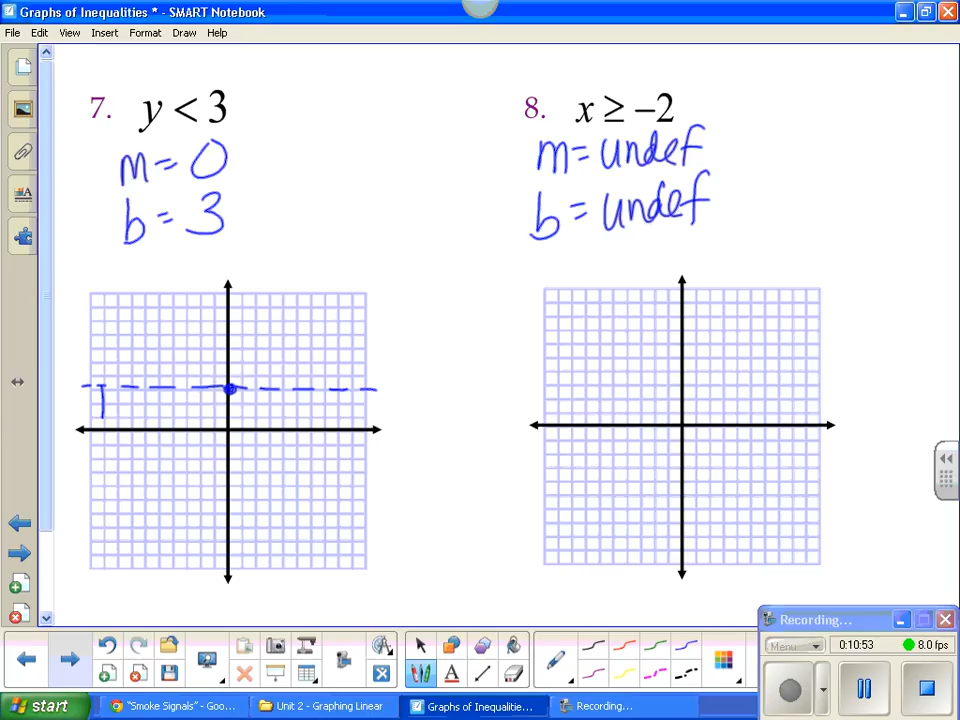 Graphs of Inequalities * - SMART Notebook
File Edit View Insert Format Draw Help
7. y < 3
m = 0
b = 3
8. x ≥ −2
m = undef
b = undef
Recording...
Menu
0:10:53
8.0 fps
start
"Smoke Signals" - Goo...
Unit 2 - Graphing Linear
Graphs of Inequalitie...
Recording...